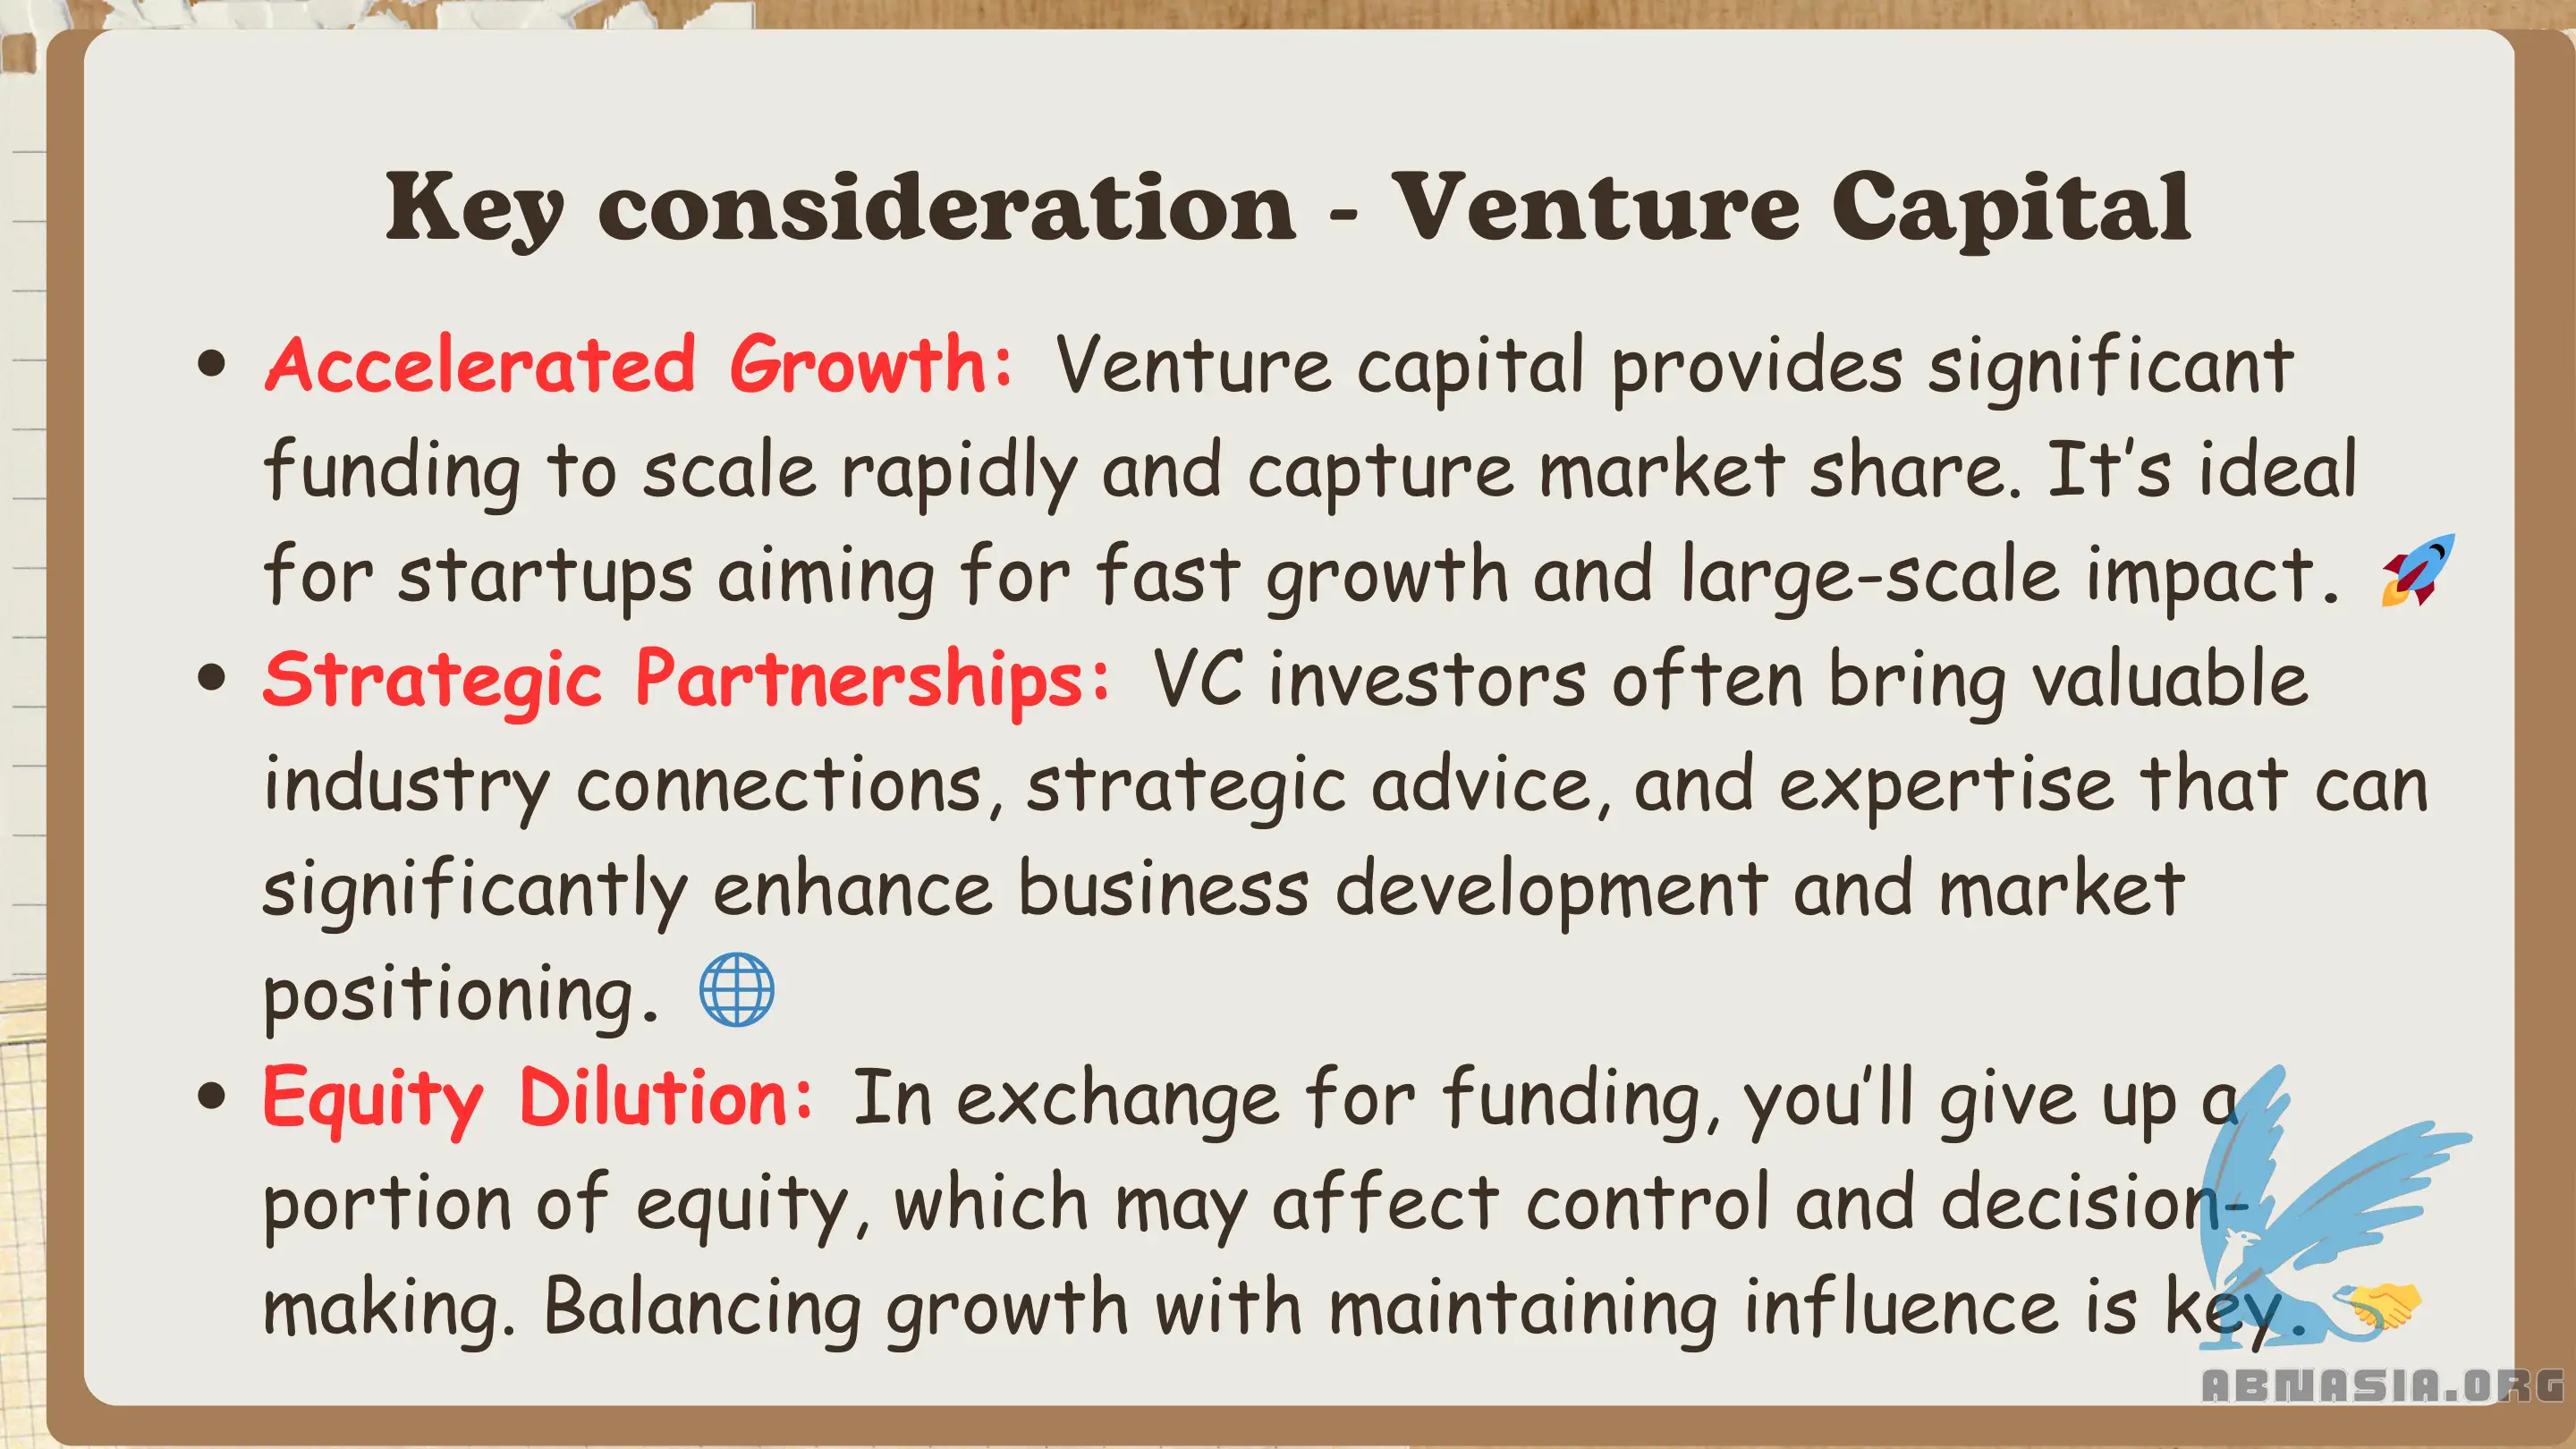 Key consideration - Venture Capital
• Accelerated Growth: Venture capital provides significant
funding to scale rapidly and capture market share. It’s ideal
for startups aiming for fast growth and large-scale impact. 🚀
• Strategic Partnerships: VC investors often bring valuable
industry connections, strategic advice, and expertise that can
significantly enhance business development and market
positioning. 🌐
• Equity Dilution: In exchange for funding, you’ll give up a
portion of equity, which may affect control and decision-
making. Balancing growth with maintaining influence is key. 🤝
ABNASIA.ORG